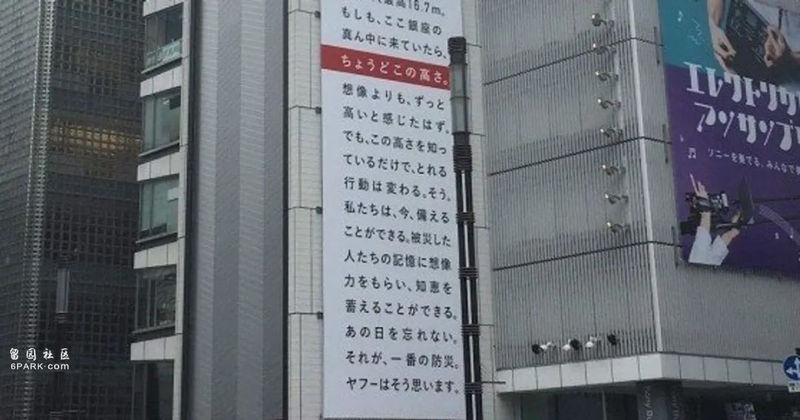 最高16.7m。
もしも、ここ銀座の
真ん中に来ていたら、
ちょうどこの高さ。
想像よりも、ずっと
高いと感じたはず。
でも、この高さを知っ
ているだけで、とれる
行動は変わる。そう。
私たちは、今、備える
ことができる。被災した
人たちの記憶に想像
力をもらい、知恵を
蓄えることができる。
あの日を忘れない。
それが、一番の防災。
ヤフーはそう思います。
エレクトリック
アンサンブ
ソニーを奏でる、みんなで
留园社区
6PARK.com